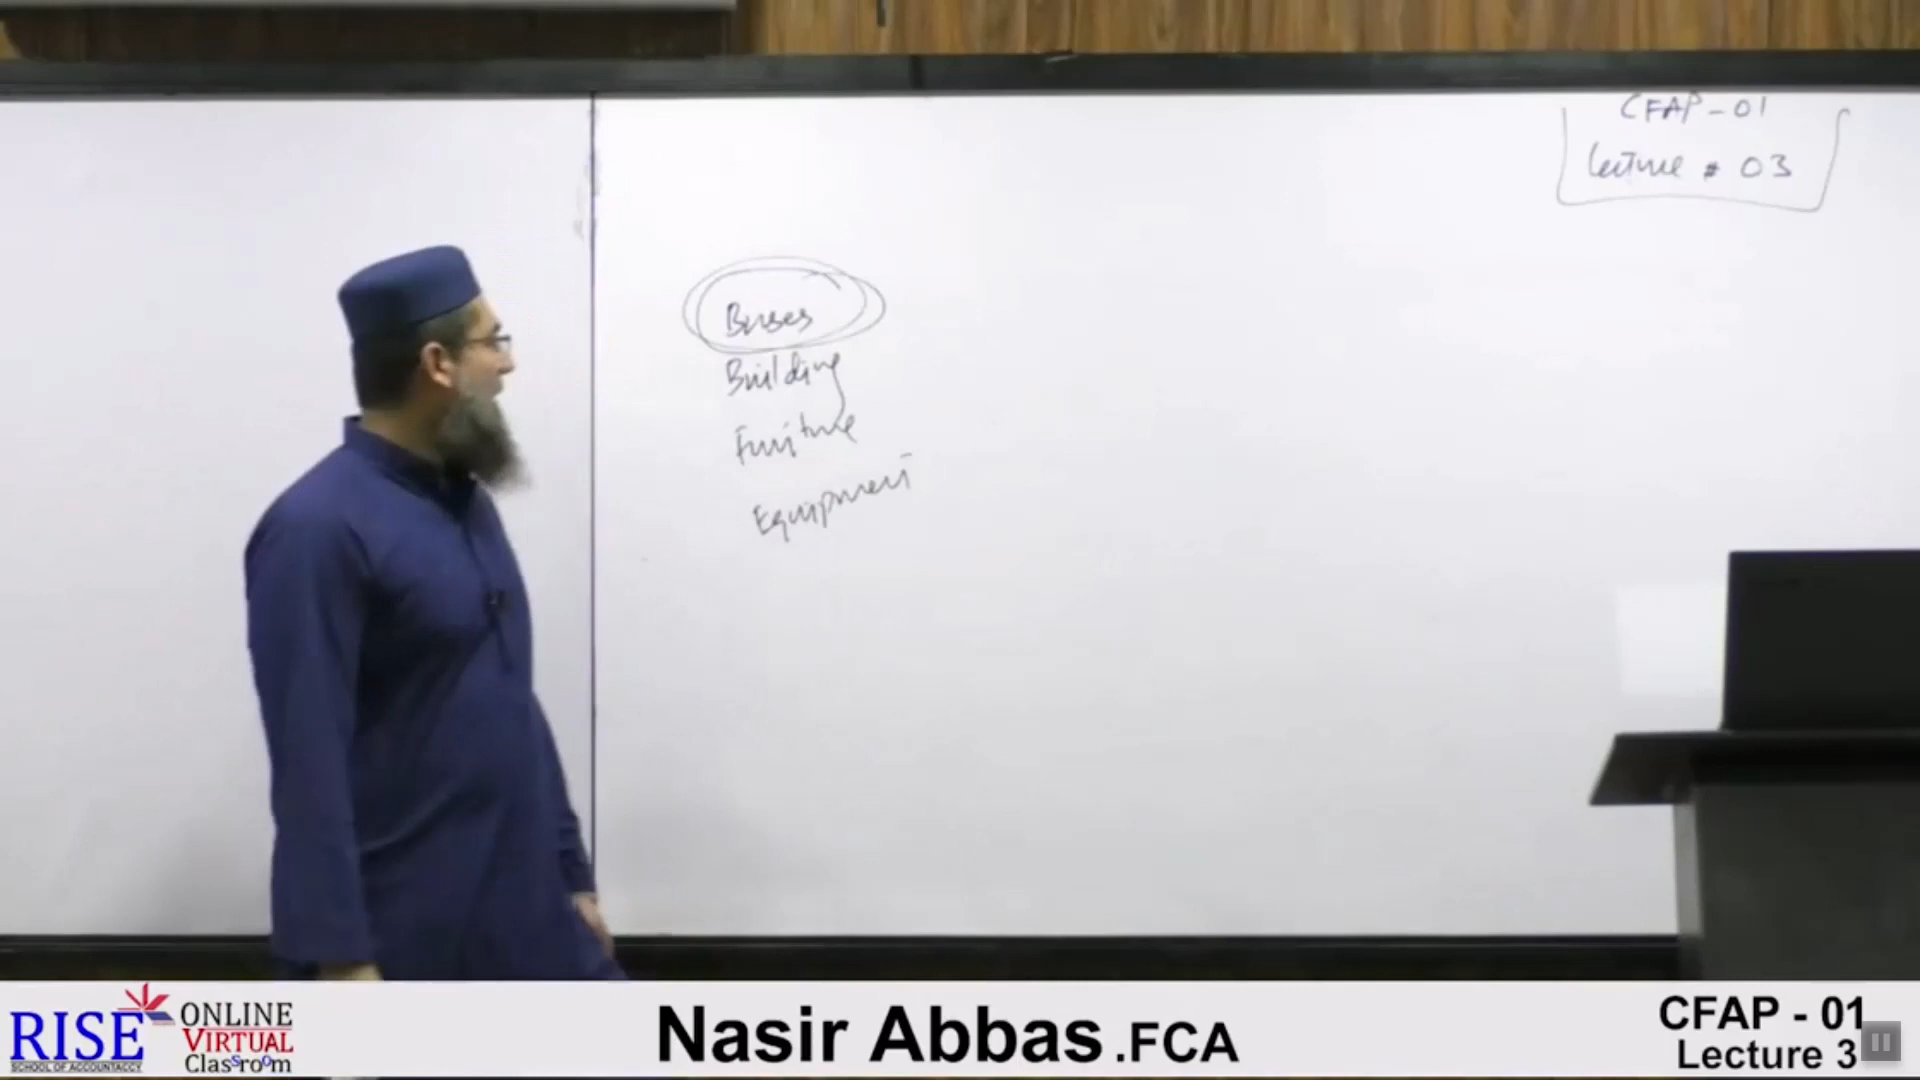 CFAP - 01
Lecture # 03
Buses
Building
Furniture
Equipment
RISE
SCHOOL OF ACCOUNTANCY
ONLINE
VIRTUAL
Classroom
Nasir Abbas .FCA
CFAP - 01
Lecture 3